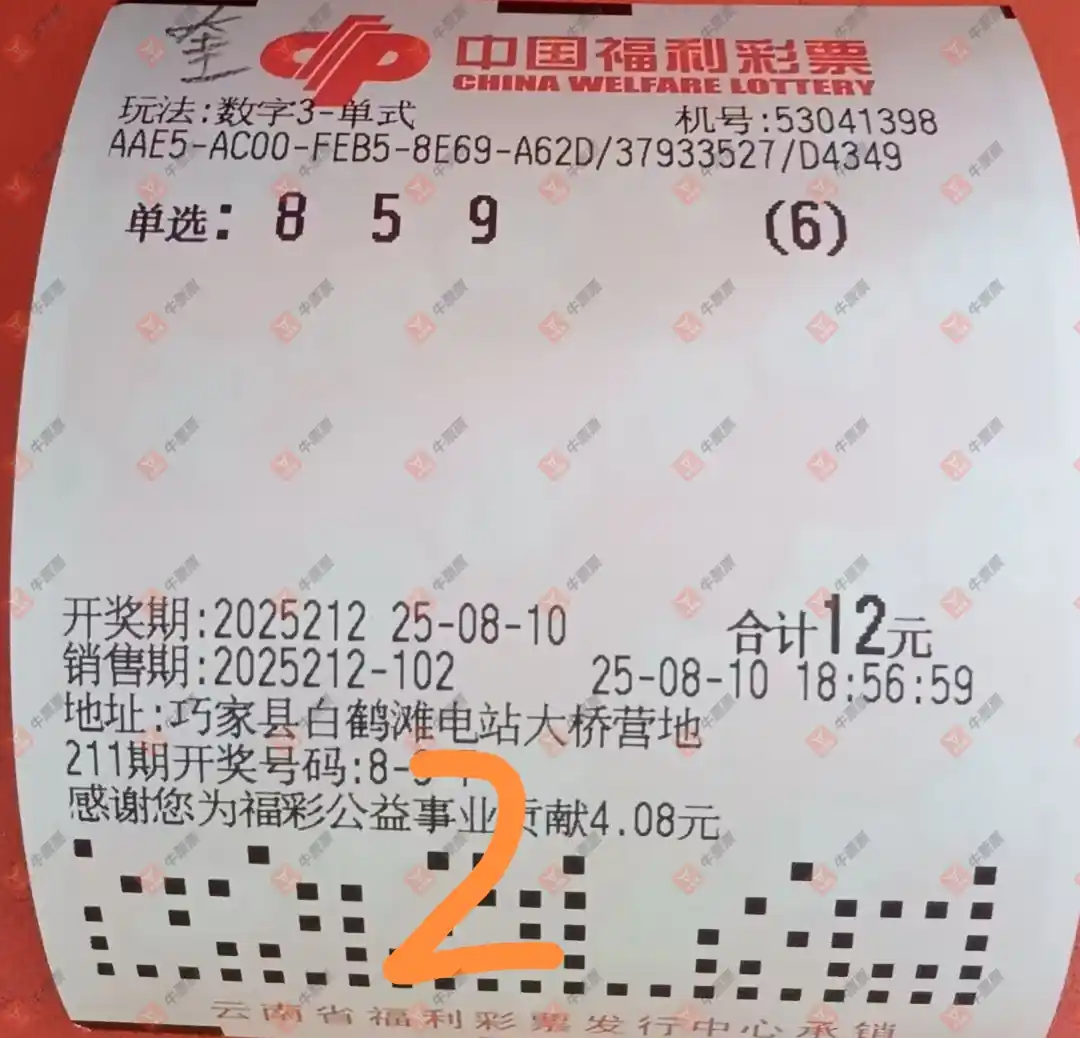 中国福利彩票
CHINA WELFARE LOTTERY
玩法:数字3-单式 机号:53041398
AAE5-AC00-FEB5-8E69-A62D/37933527/D4349
单选: 8 5 9 (6)
开奖期:2025212 25-08-10 合计12元
销售期:2025212-102 25-08-10 18:56:59
地址:巧家县白鹤滩电站大桥营地
211期开奖号码:8-
感谢您为福彩公益事业贡献4.08元
2
云南省福利彩票发行中心承销
牛票票